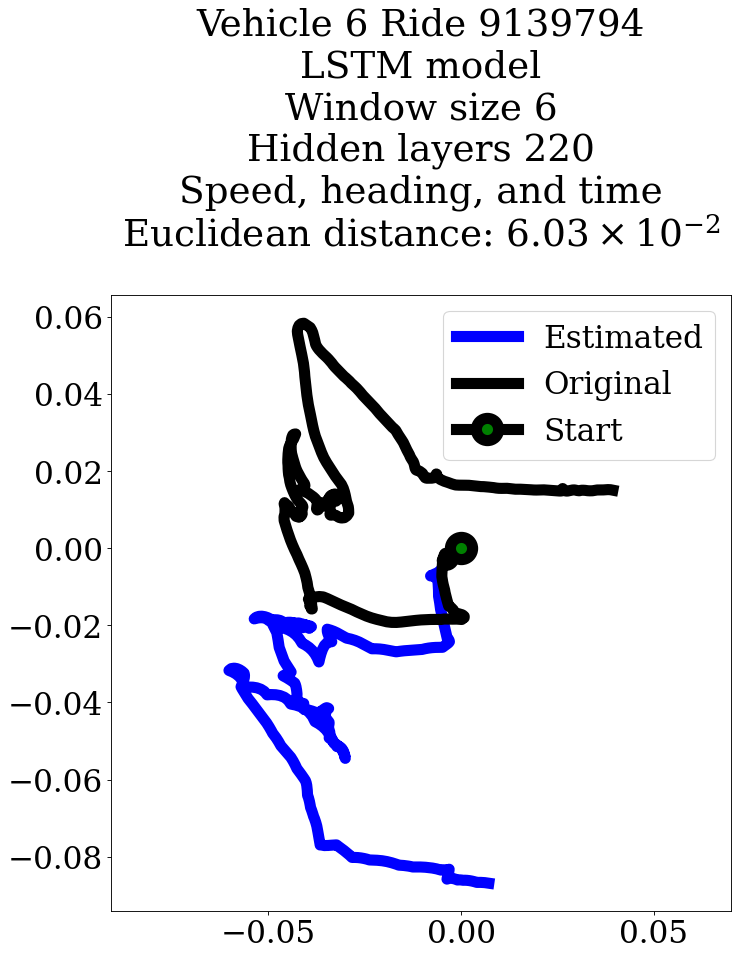 Vehicle 6 Ride 9139794
LSTM model
Window size 6
Hidden layers 220
Speed, heading, and time
Euclidean distance: 6.03 × 10⁻²
Estimated
Original
Start
0.06
0.04
0.02
0.00
−0.02
−0.04
−0.06
−0.08
−0.05 0.00 0.05